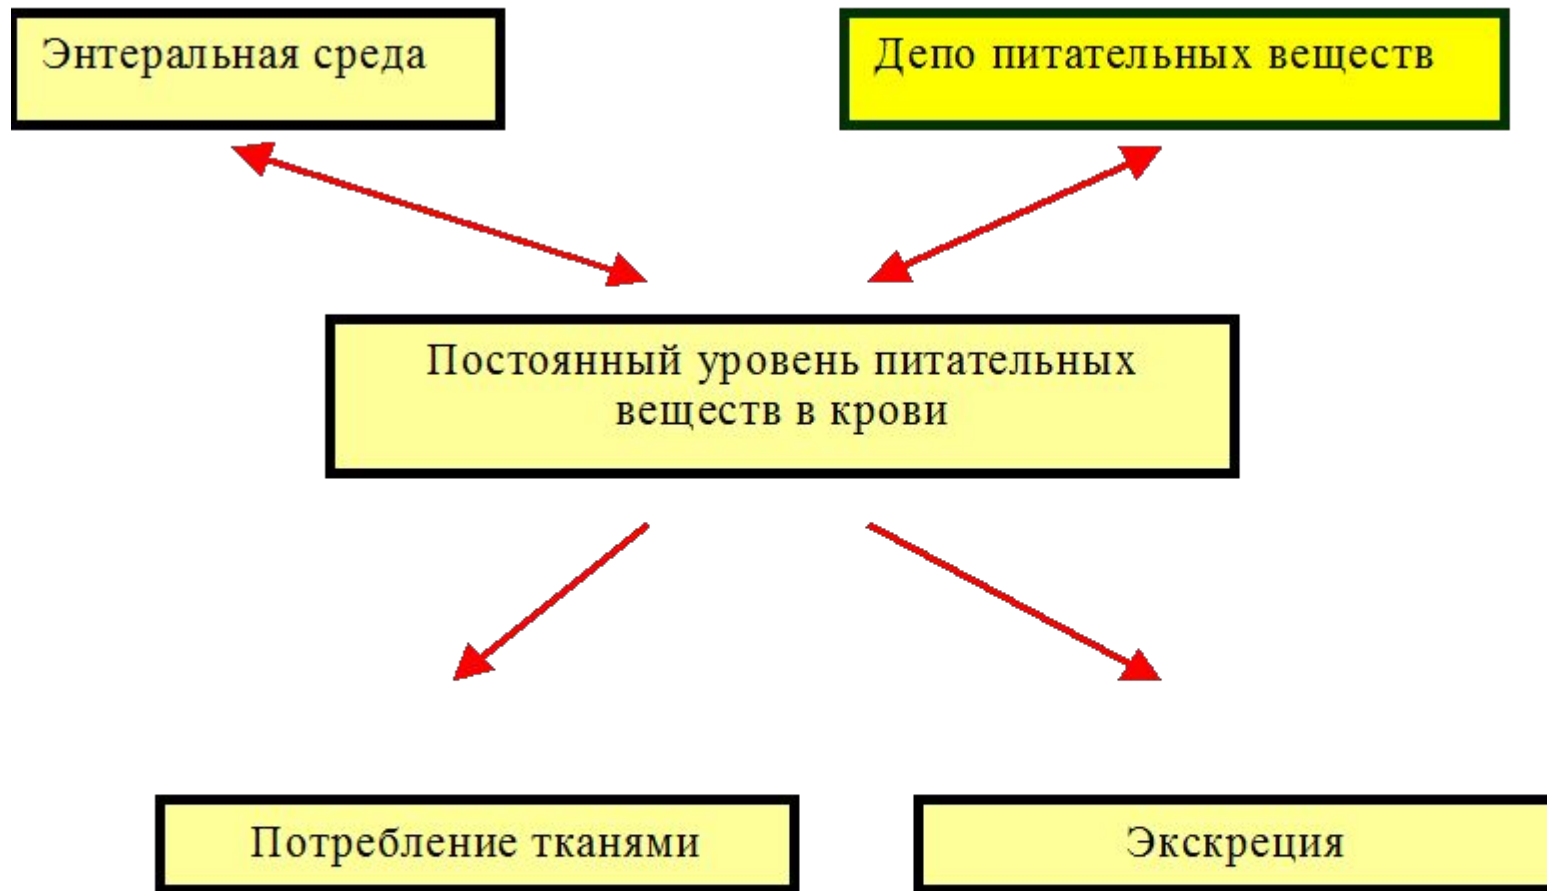 Энтеральная среда
Депо питательных веществ
Постоянный уровень питательных
веществ в крови
Потребление тканями
Экскреция